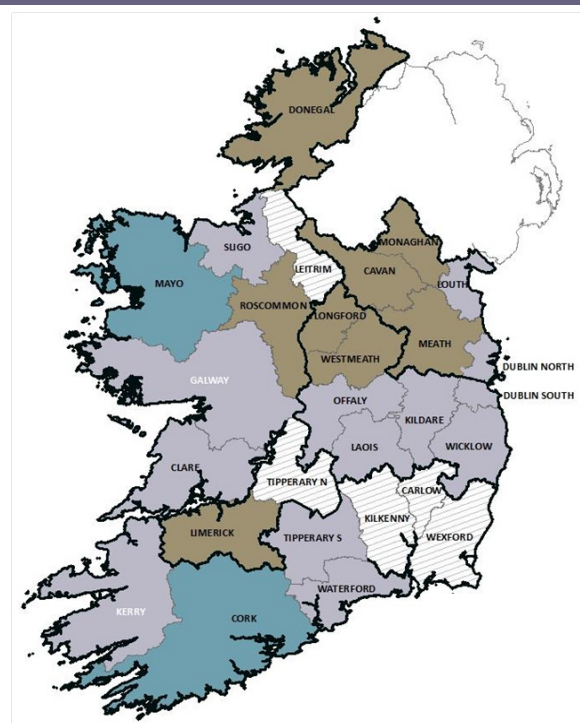 DONEGAL
MONAGHAN
SLIGO
LEITRIM
CAVAN
MAYO
LOUTH
ROSCOMMON
LONGFORD
MEATH
WESTMEATH
DUBLIN NORTH
GALWAY
DUBLIN SOUTH
OFFALY
KILDARE
LAOIS
WICKLOW
CLARE
TIPPERARY N
CARLOW
KILKENNY
LIMERICK
TIPPERARY S
WEXFORD
WATERFORD
KERRY
CORK